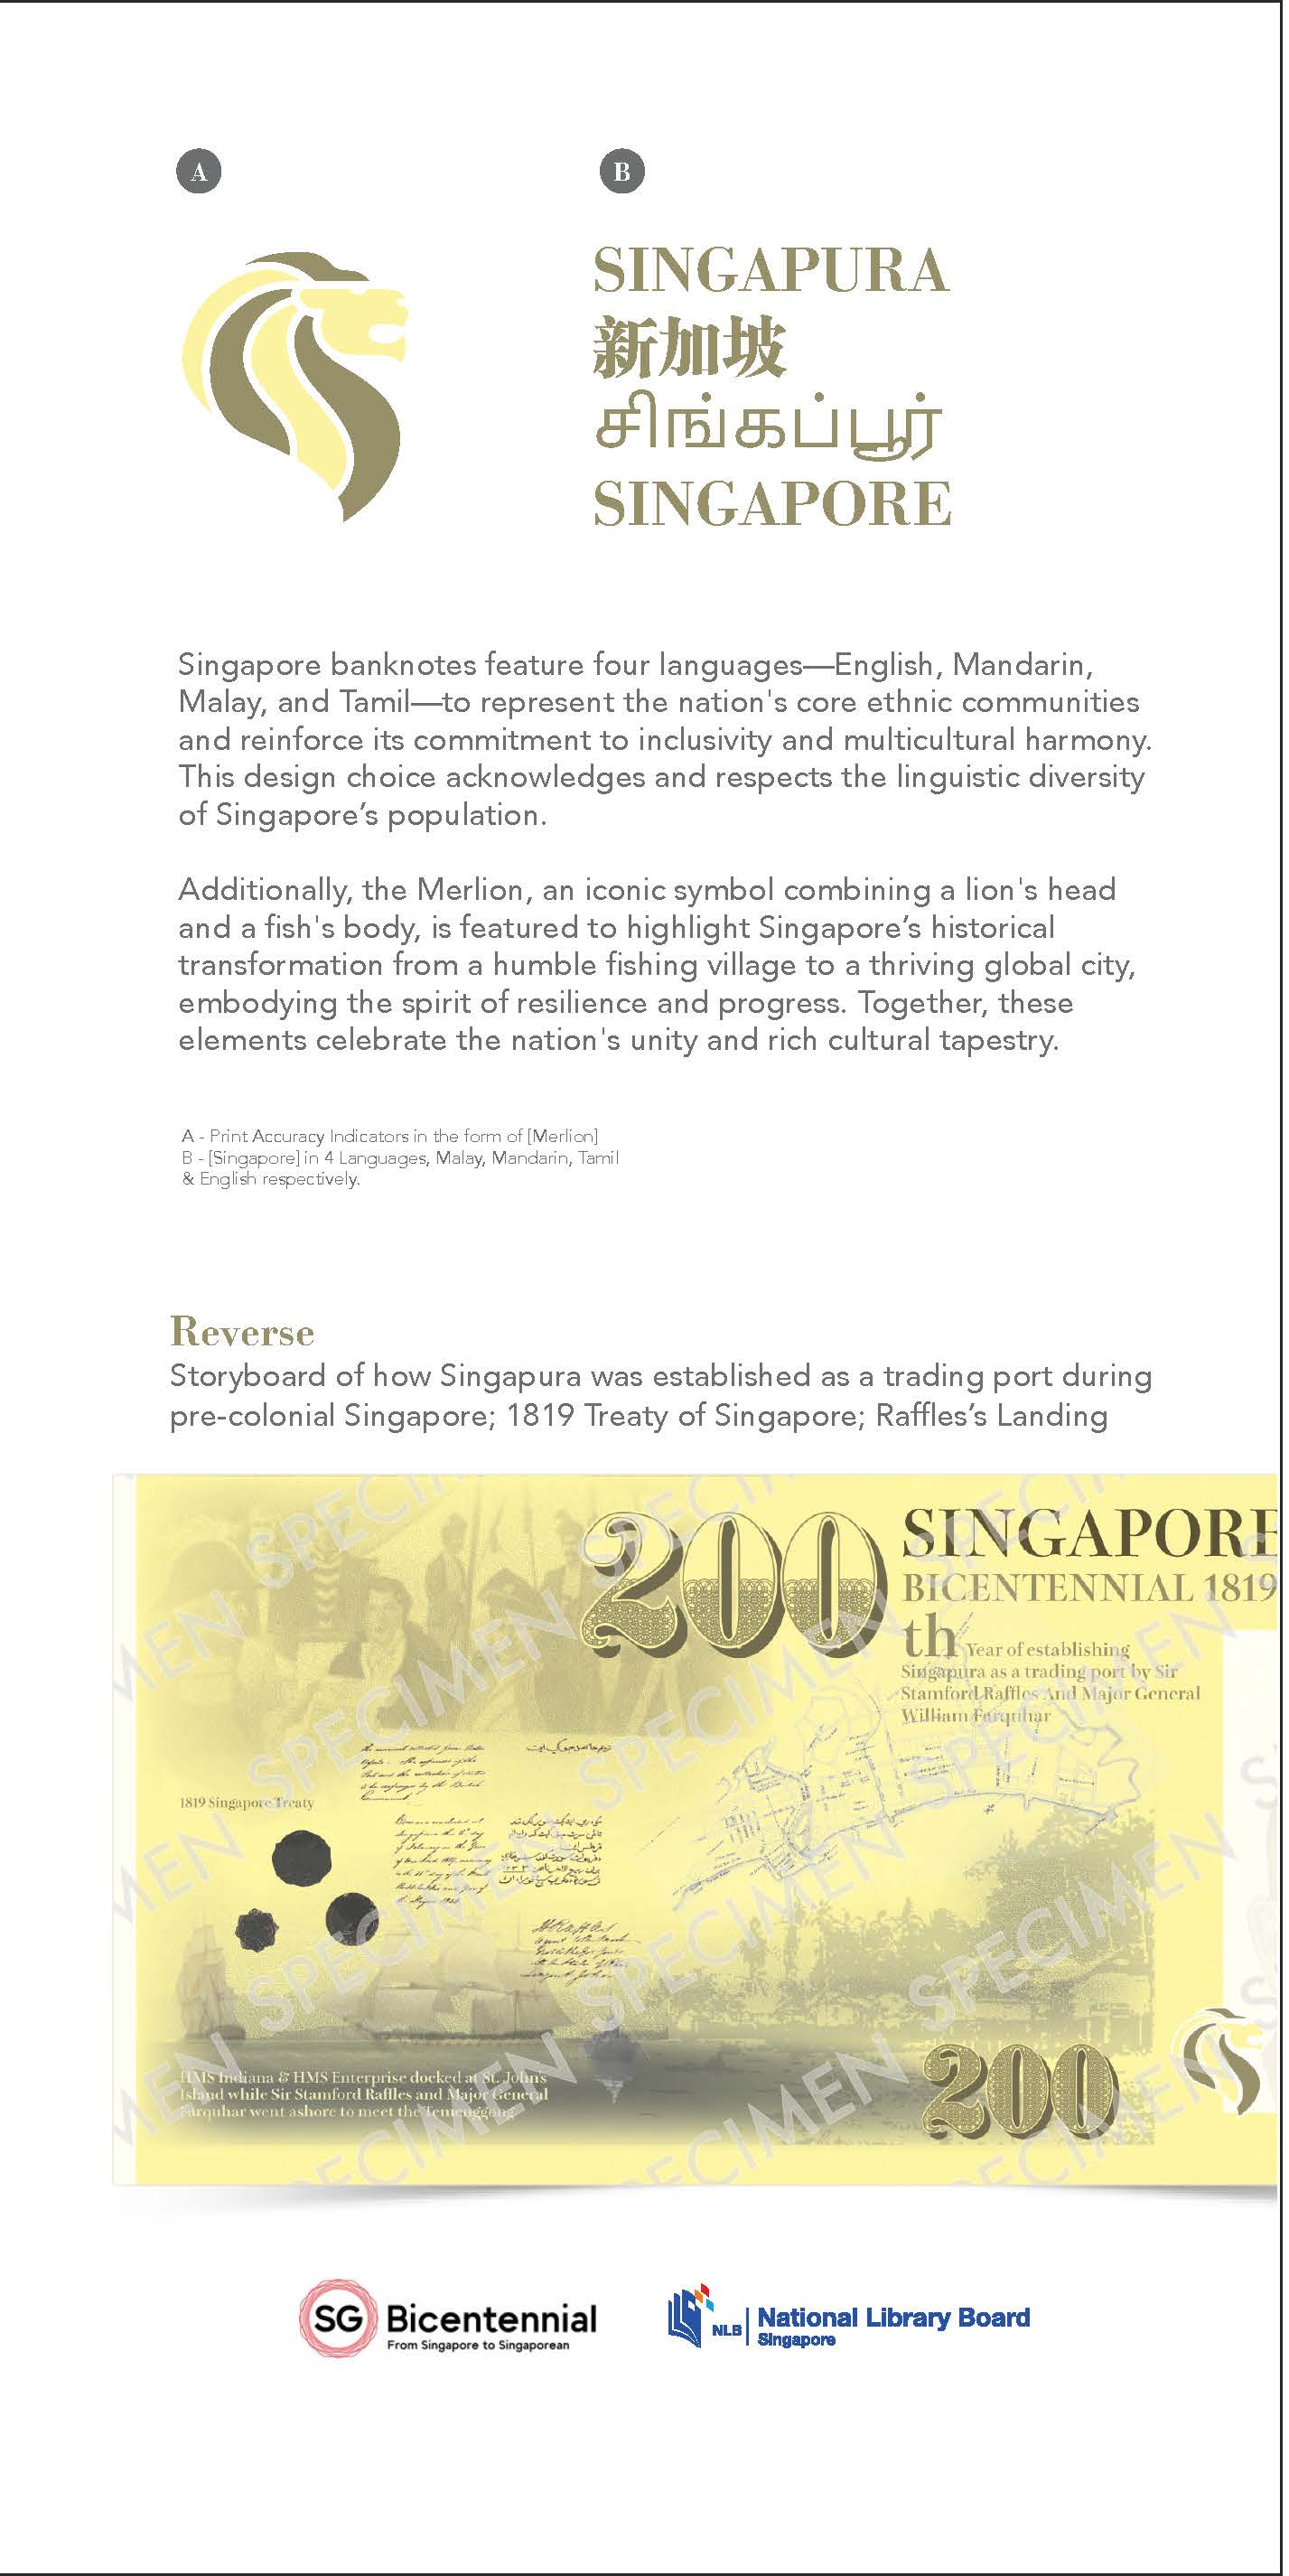 A
B
SINGAPURA
新加坡
சிங்கப்பூர்
SINGAPORE
Singapore banknotes feature four languages—English, Mandarin,
Malay, and Tamil—to represent the nation's core ethnic communities
and reinforce its commitment to inclusivity and multicultural harmony.
This design choice acknowledges and respects the linguistic diversity
of Singapore’s population.
Additionally, the Merlion, an iconic symbol combining a lion's head
and a fish's body, is featured to highlight Singapore’s historical
transformation from a humble fishing village to a thriving global city,
embodying the spirit of resilience and progress. Together, these
elements celebrate the nation's unity and rich cultural tapestry.
A - Print Accuracy Indicators in the form of [Merlion]
B - [Singapore] in 4 Languages, Malay, Mandarin, Tamil
& English respectively.
Reverse
Storyboard of how Singapura was established as a trading port during
pre-colonial Singapore; 1819 Treaty of Singapore; Raffles’s Landing
200
SINGAPORE
BICENTENNIAL 1819
th Year of establishing
Singapura as a trading port by Sir
Stamford Raffles And Major General
William Farquhar
1819 Singapore Treaty
HMS Indiana & HMS Enterprise docked at St. Johns
Island while Sir Stamford Raffles and Major General
Farquhar went ashore to meet the Temenggong.
200
SPECIMEN
SG Bicentennial
From Singapore to Singaporean
NLB National Library Board
Singapore